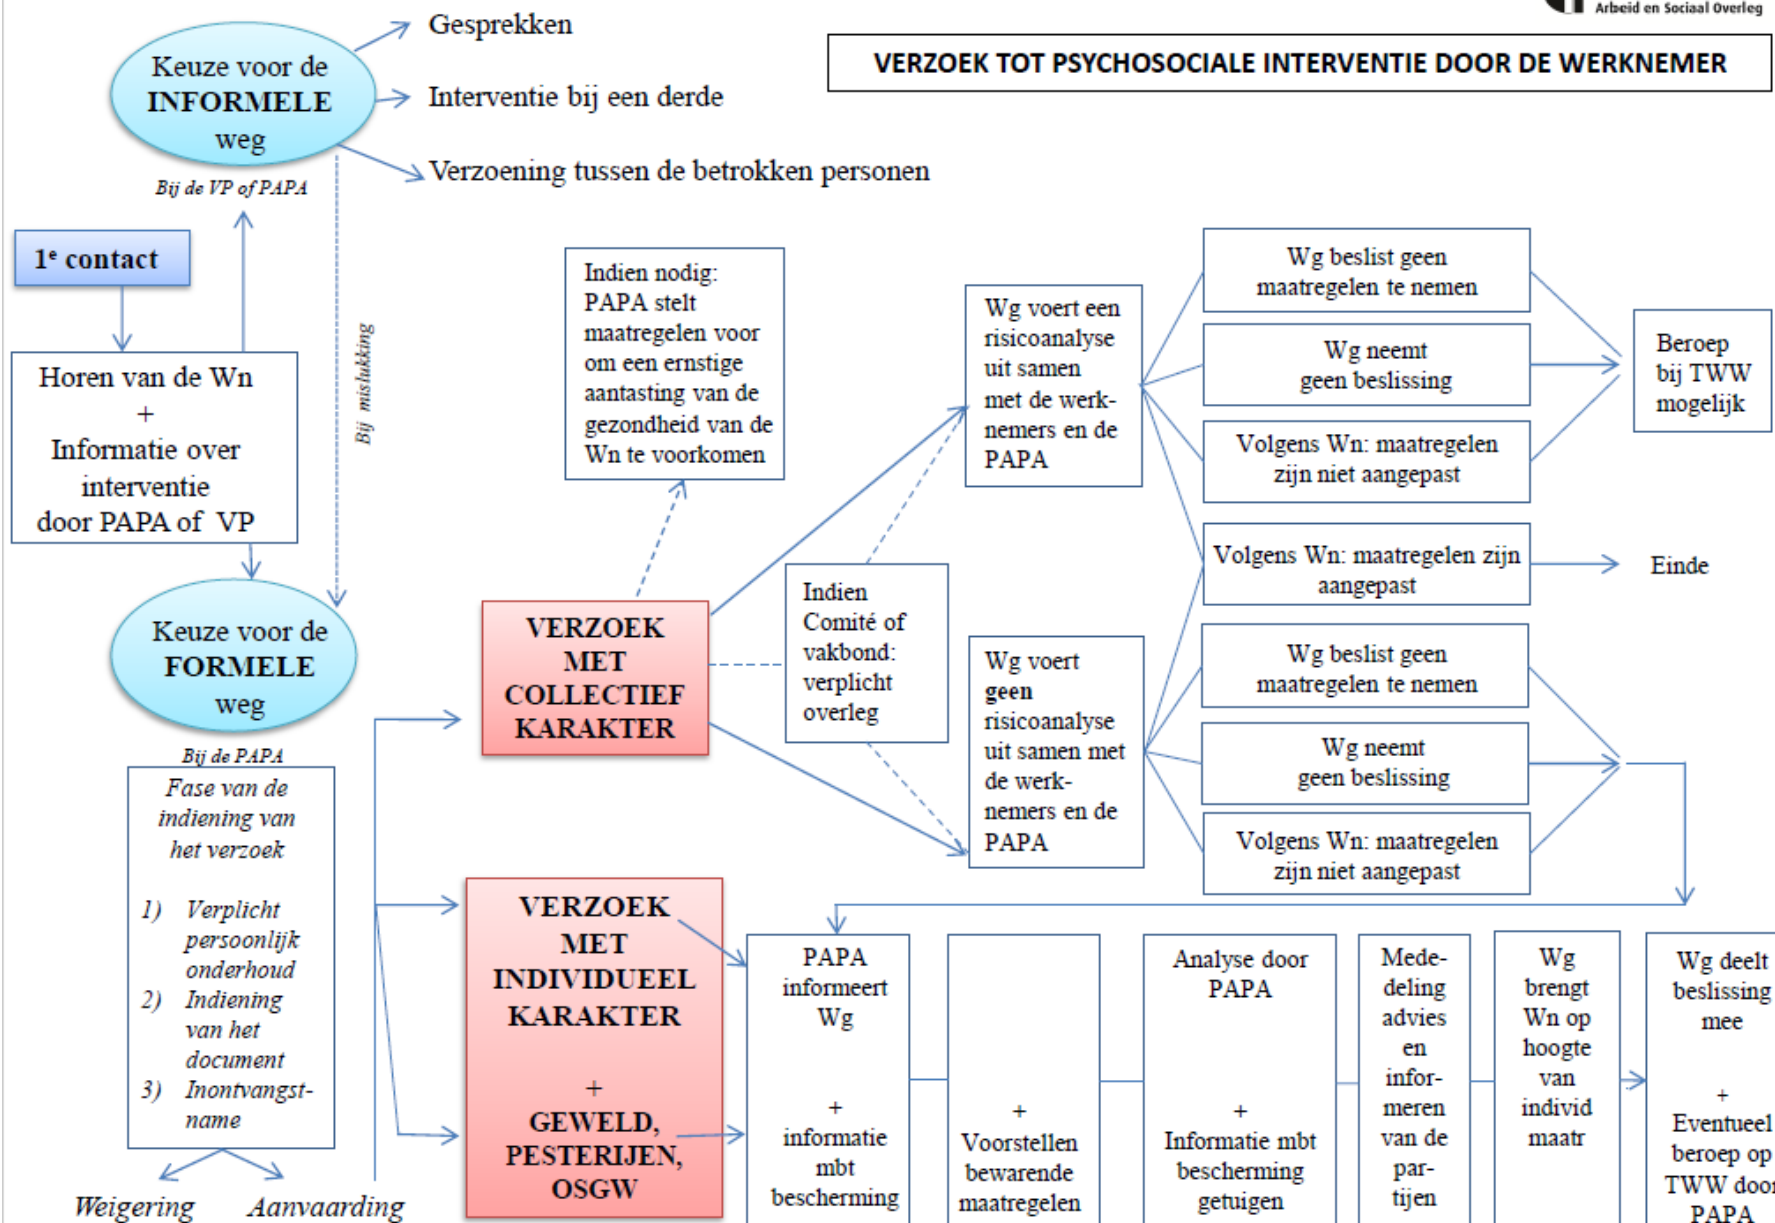 Arbeid en Sociaal Overleg
VERZOEK TOT PSYCHOSOCIALE INTERVENTIE DOOR DE WERKNEMER
Keuze voor de
INFORMELE
weg
Bij de VP of PAPA
Gesprekken
Interventie bij een derde
Verzoening tussen de betrokken personen
1e contact
Horen van de Wn
+
Informatie over
interventie
door PAPA of VP
Bij mislukking
Keuze voor de
FORMELE
weg
Bij de PAPA
Fase van de
indiening van
het verzoek
1) Verplicht
persoonlijk
onderhoud
2) Indiening
van het
document
3) Inontvangst-
name
Weigering
Aanvaarding
Indien nodig:
PAPA stelt
maatregelen voor
om een ernstige
aantasting van de
gezondheid van de
Wn te voorkomen
VERZOEK
MET
COLLECTIEF
KARAKTER
Indien
Comité of
vakbond:
verplicht
overleg
Wg voert een
risicoanalyse
uit samen
met de werk-
nemers en de
PAPA
Wg beslist geen
maatregelen te nemen
Wg neemt
geen beslissing
Volgens Wn: maatregelen
zijn niet aangepast
Beroep
bij TWW
mogelijk
Volgens Wn: maatregelen zijn
aangepast
Einde
Wg voert
geen
risicoanalyse
uit samen met
de werk-
nemers en de
PAPA
Wg beslist geen
maatregelen te nemen
Wg neemt
geen beslissing
Volgens Wn: maatregelen
zijn niet aangepast
VERZOEK
MET
INDIVIDUEEL
KARAKTER
+
GEWELD,
PESTERIJEN,
OSGW
PAPA
informeert
Wg
+
informatie
mbt
bescherming
+
Voorstellen
bewarende
maatregelen
Analyse door
PAPA
+
Informatie mbt
bescherming
getuigen
Mede-
deling
advies
en
infor-
meren
van de
par-
tijen
Wg
brengt
Wn op
hoogte
van
individ
maatr
Wg deelt
beslissing
mee
+
Eventueel
beroep op
TWW door
PAPA